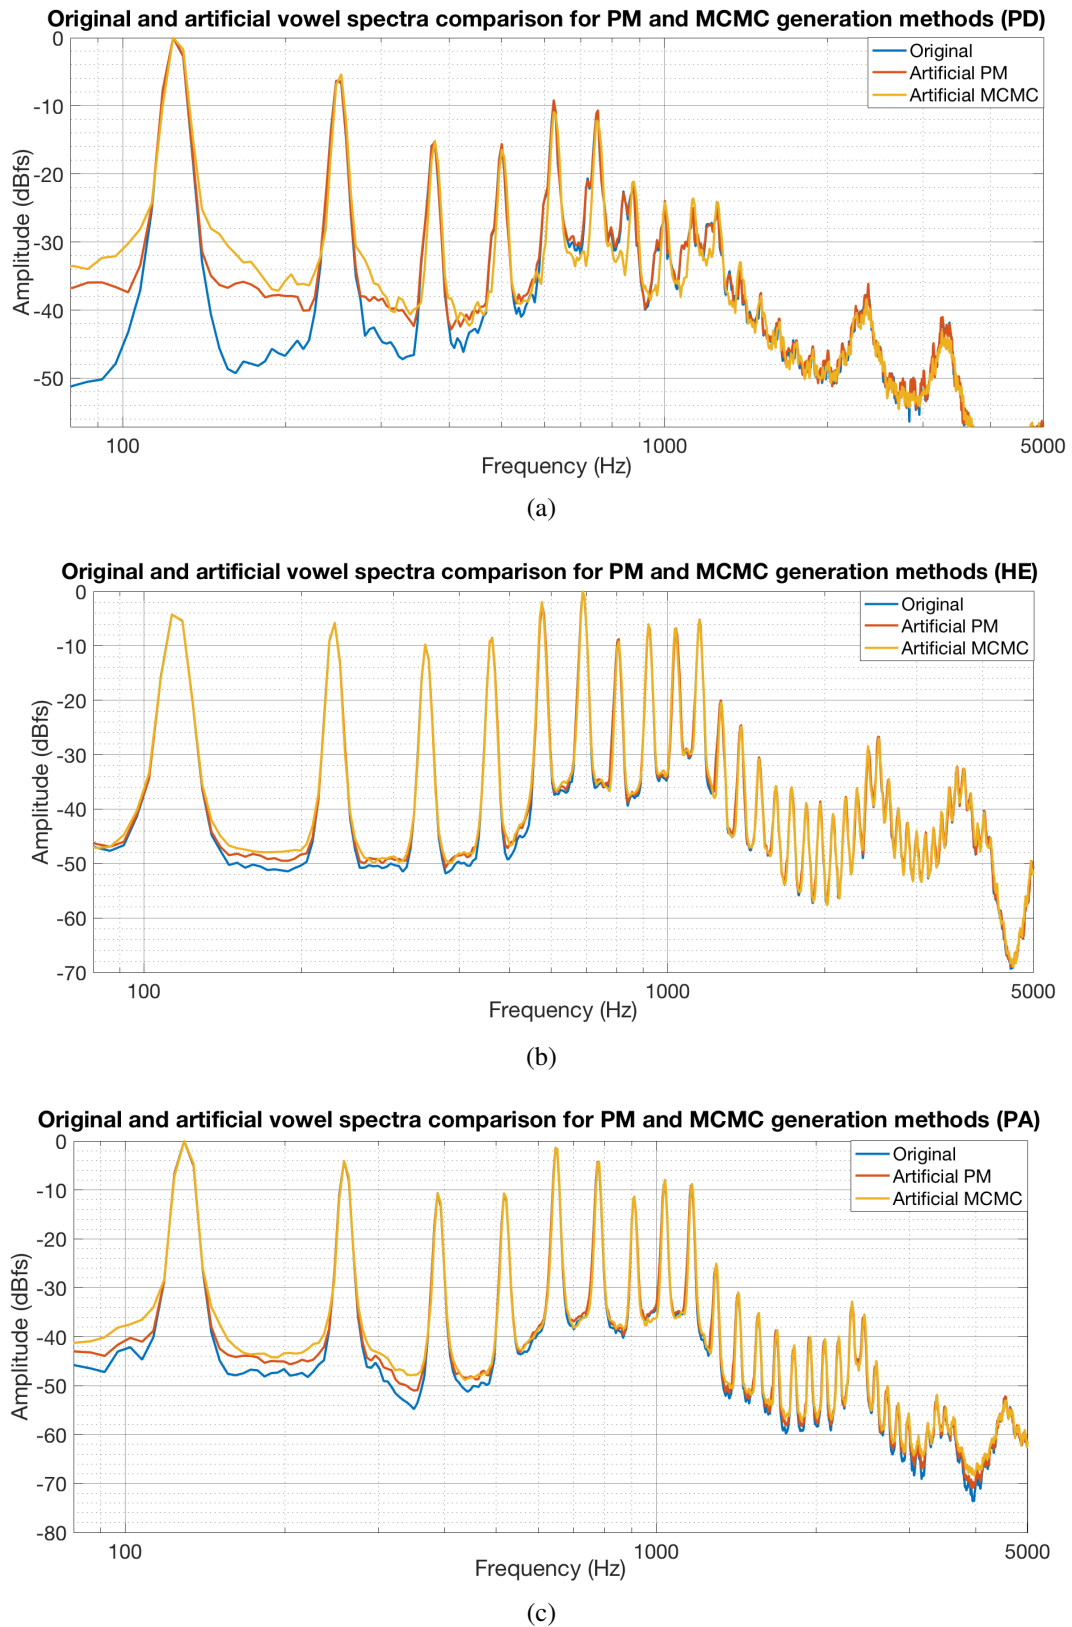 Original and artificial vowel spectra comparison for PM and MCMC generation methods (PD)
Original
Artificial PM
Artificial MCMC
0
-10
-20
-30
-40
-50
Amplitude (dBfs)
100
1000
5000
Frequency (Hz)
(a)
Original and artificial vowel spectra comparison for PM and MCMC generation methods (HE)
Original
Artificial PM
Artificial MCMC
0
-10
-20
-30
-40
-50
-60
-70
Amplitude (dBfs)
100
1000
5000
Frequency (Hz)
(b)
Original and artificial vowel spectra comparison for PM and MCMC generation methods (PA)
Original
Artificial PM
Artificial MCMC
0
-10
-20
-30
-40
-50
-60
-70
-80
Amplitude (dBfs)
100
1000
5000
Frequency (Hz)
(c)